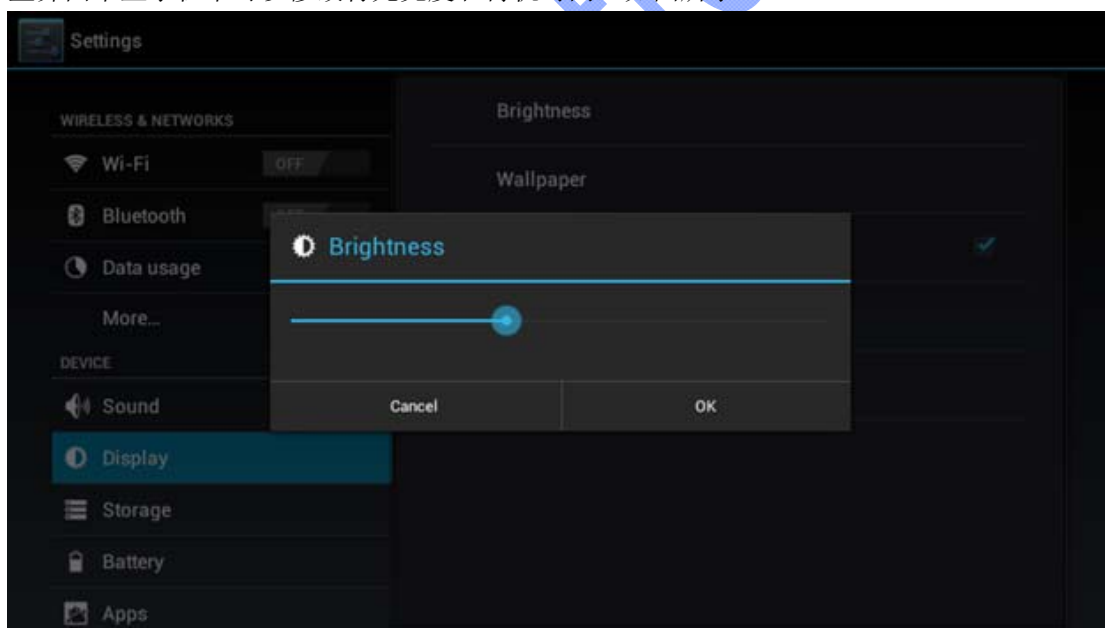 Settings
WIRELESS & NETWORKS
Wi-Fi OFF
Bluetooth
Data usage
More...
DEVICE
Sound
Display
Storage
Battery
Apps
Brightness
Wallpaper
Brightness
Cancel OK